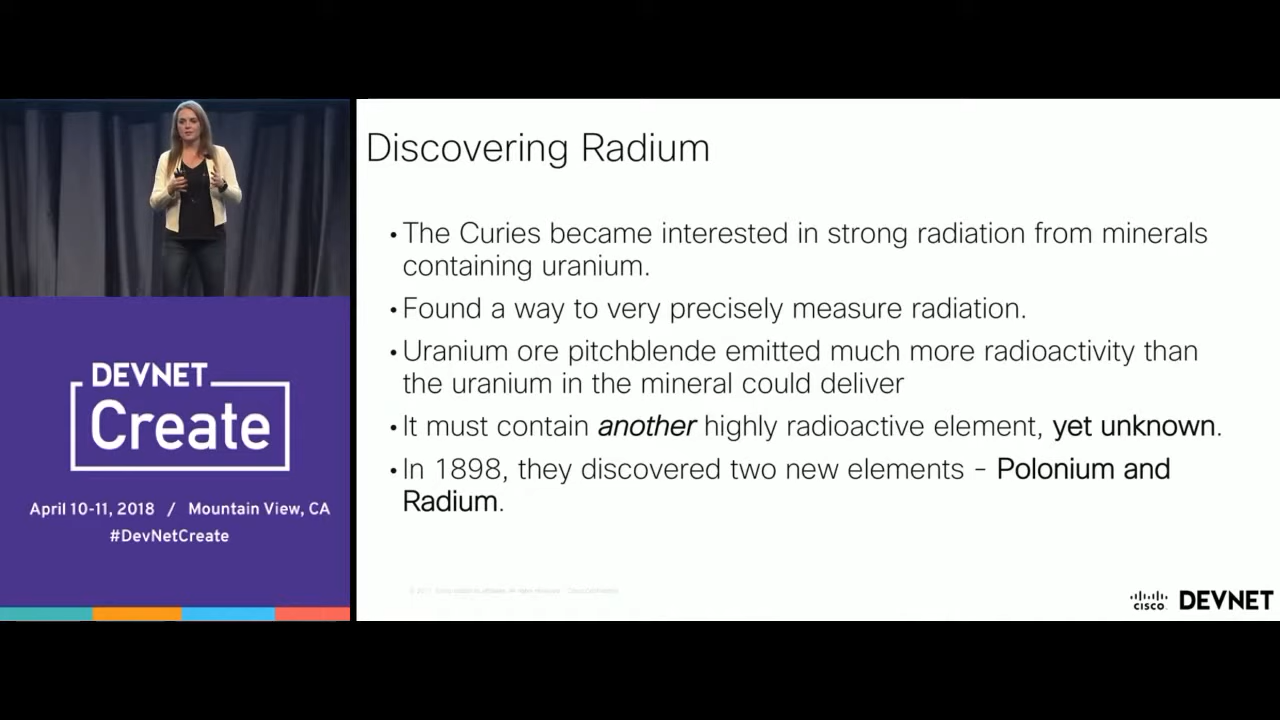 Discovering Radium
• The Curies became interested in strong radiation from minerals
containing uranium.
• Found a way to very precisely measure radiation.
• Uranium ore pitchblende emitted much more radioactivity than
the uranium in the mineral could deliver
• It must contain another highly radioactive element, yet unknown.
• In 1898, they discovered two new elements – Polonium and
Radium.
DEVNET
Create
April 10-11, 2018 / Mountain View, CA
#DevNetCreate
CISCO DEVNET